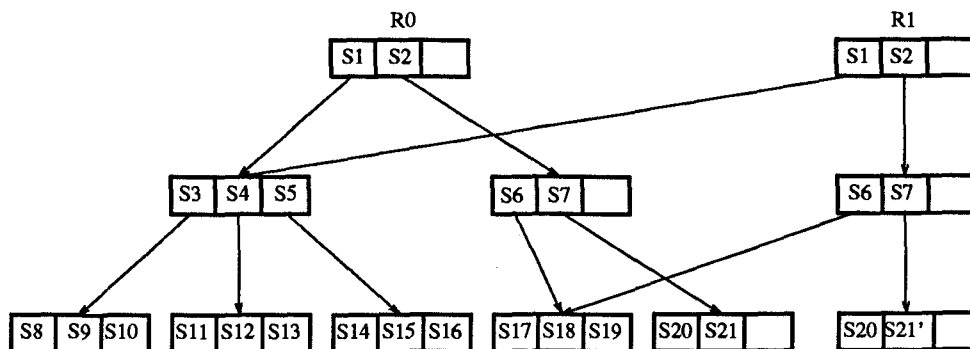 R0 R1
S1 S2 S1 S2
S3 S4 S5 S6 S7 S6 S7
S8 S9 S10 S11 S12 S13 S14 S15 S16 S17 S18 S19 S20 S21 S20 S21'